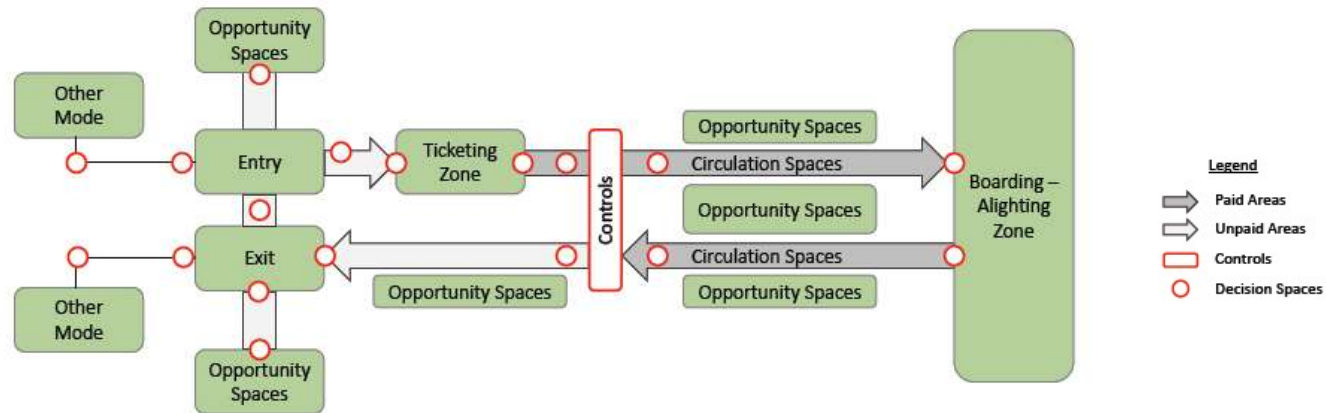 Opportunity
Spaces
Other
Mode
Entry
Ticketing
Zone
Opportunity Spaces
Circulation Spaces
Opportunity Spaces
Controls
Boarding –
Alighting
Zone
Exit
Circulation Spaces
Opportunity Spaces
Opportunity Spaces
Other
Mode
Opportunity
Spaces
Legend
Paid Areas
Unpaid Areas
Controls
Decision Spaces